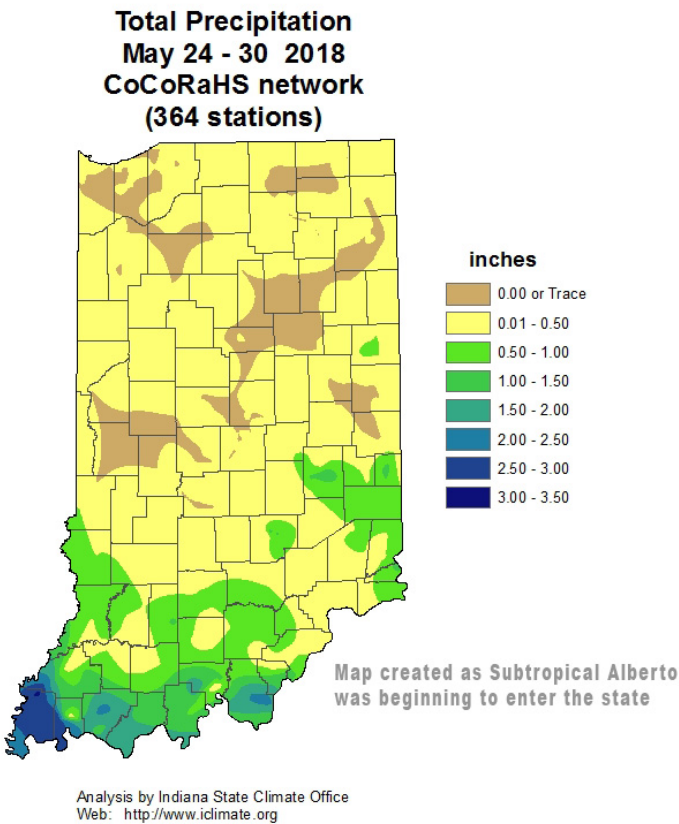 Total Precipitation
May 24 - 30 2018
CoCoRaHS network
(364 stations)
inches
0.00 or Trace
0.01 - 0.50
0.50 - 1.00
1.00 - 1.50
1.50 - 2.00
2.00 - 2.50
2.50 - 3.00
3.00 - 3.50
Map created as Subtropical Alberto
was beginning to enter the state
Analysis by Indiana State Climate Office
Web: http://www.iclimate.org